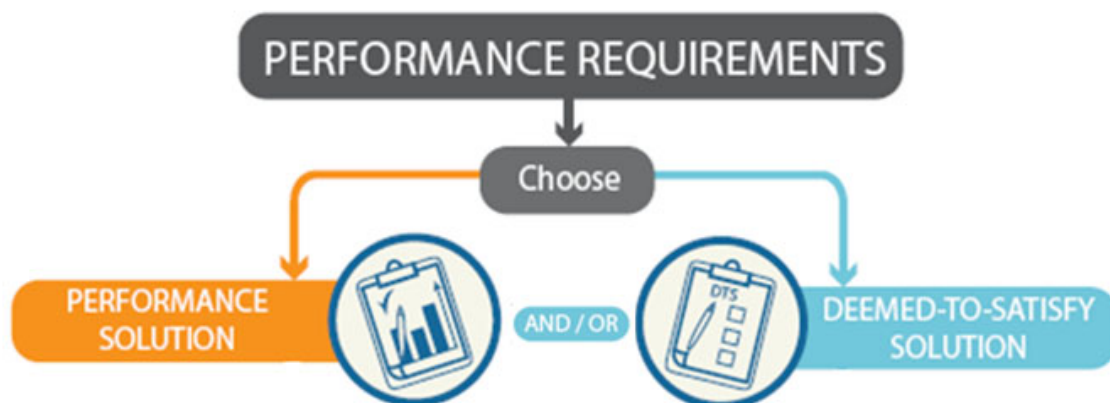 PERFORMANCE REQUIREMENTS
Choose
PERFORMANCE
SOLUTION
AND / OR
DTS
DEEMED-TO-SATISFY
SOLUTION